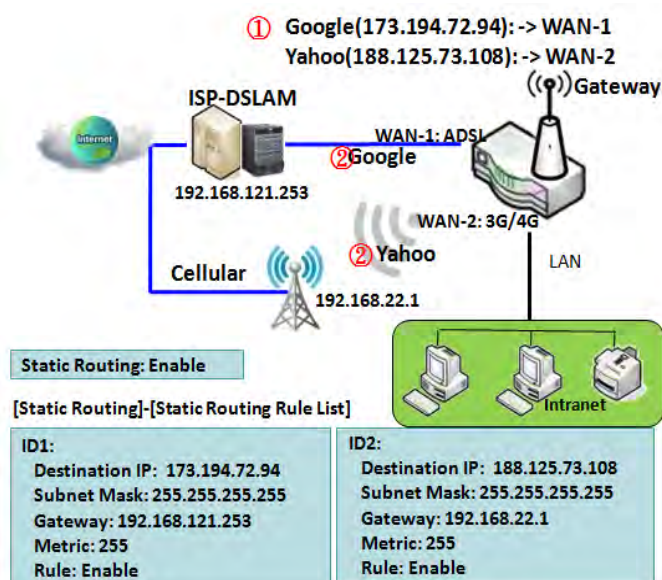 ① Google(173.194.72.94): -> WAN-1
Yahoo(188.125.73.108): -> WAN-2
Gateway
ISP-DSLAM
Internet
WAN-1: ADSL
②Google
192.168.121.253
WAN-2: 3G/4G
② Yahoo
LAN
Cellular
192.168.22.1
Intranet
Static Routing: Enable
[Static Routing]-[Static Routing Rule List]
ID1:
Destination IP: 173.194.72.94
Subnet Mask: 255.255.255.255
Gateway: 192.168.121.253
Metric: 255
Rule: Enable
ID2:
Destination IP: 188.125.73.108
Subnet Mask: 255.255.255.255
Gateway: 192.168.22.1
Metric: 255
Rule: Enable